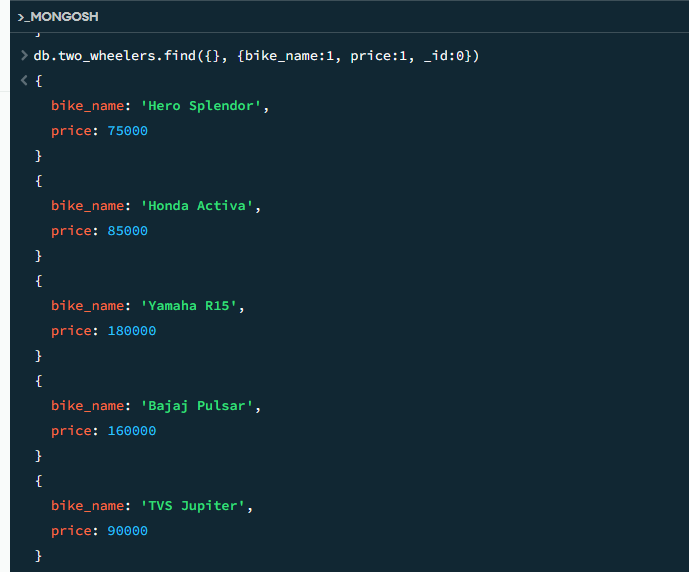 >_MONGOSH
}
> db.two_wheelers.find({}, {bike_name:1, price:1, _id:0})
< {
bike_name: 'Hero Splendor',
price: 75000
}
{
bike_name: 'Honda Activa',
price: 85000
}
{
bike_name: 'Yamaha R15',
price: 180000
}
{
bike_name: 'Bajaj Pulsar',
price: 160000
}
{
bike_name: 'TVS Jupiter',
price: 90000
}